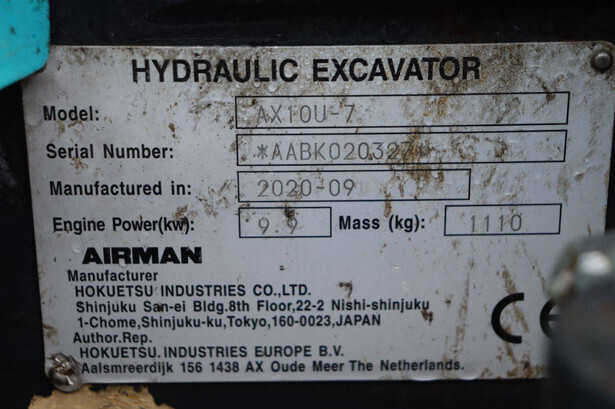 HYDRAULIC EXCAVATOR
Model: AX10U-7
Serial Number: *AABK020327*
Manufactured in: 2020-09
Engine Power(kw): 9.9 Mass (kg): 1110
AIRMAN
Manufacturer
HOKUETSU INDUSTRIES CO.,LTD.
Shinjuku San-ei Bldg.8th Floor,22-2 Nishi-shinjuku
1-Chome,Shinjuku-ku,Tokyo,160-0023,JAPAN
Author.Rep.
HOKUETSU INDUSTRIES EUROPE B.V.
Aalsmeerdijk 156 1438 AX Oude Meer The Netherlands.
CE